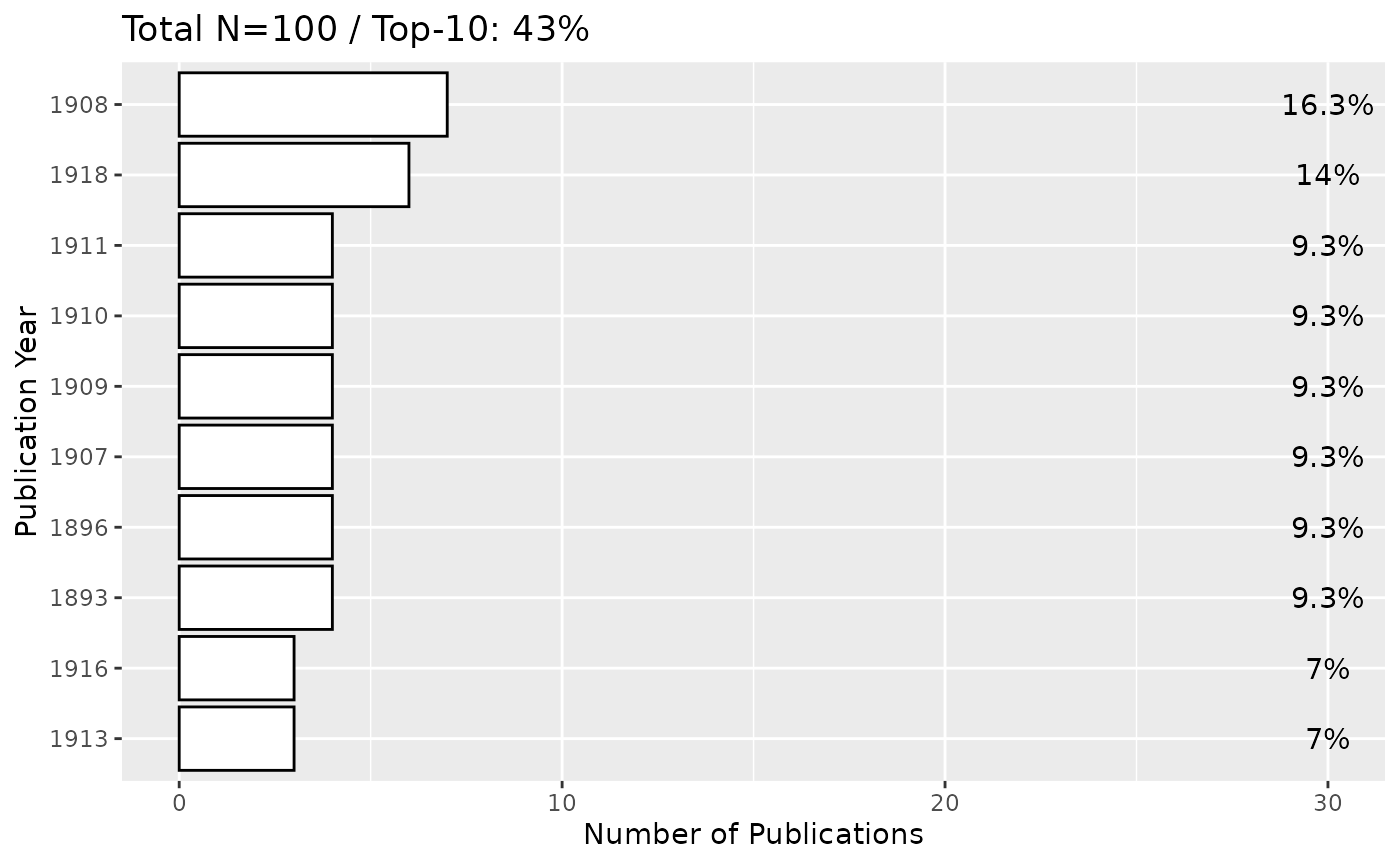 Total N=100 / Top-10: 43%
1908 16.3%
1918 14%
1911 9.3%
1910 9.3%
1909 9.3%
1907 9.3%
1896 9.3%
1893 9.3%
1916 7%
1913 7%
Publication Year
0 10 20 30
Number of Publications